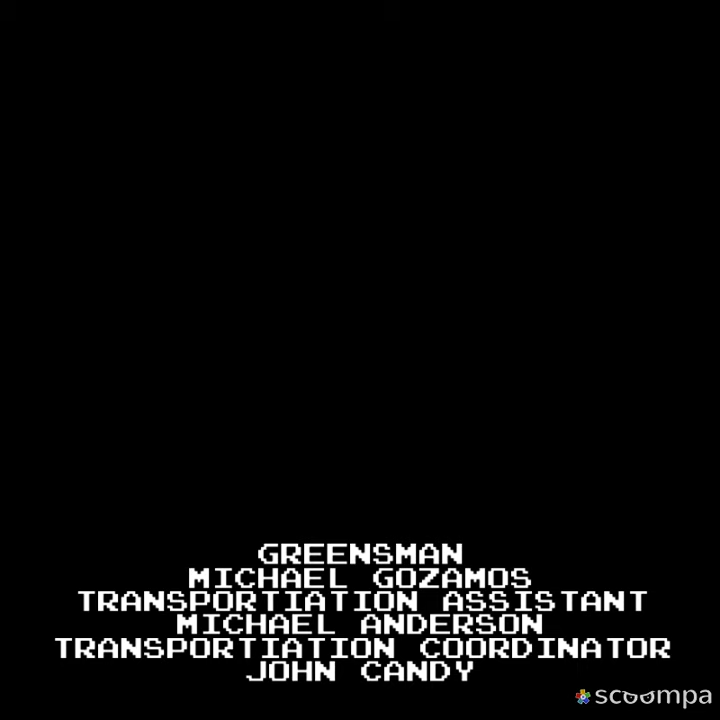 GREENSMAN
MICHAEL GOZAMOS
TRANSPORTIATION ASSISTANT
MICHAEL ANDERSON
TRANSPORTIATION COORDINATOR
JOHN CANDY
scoompa